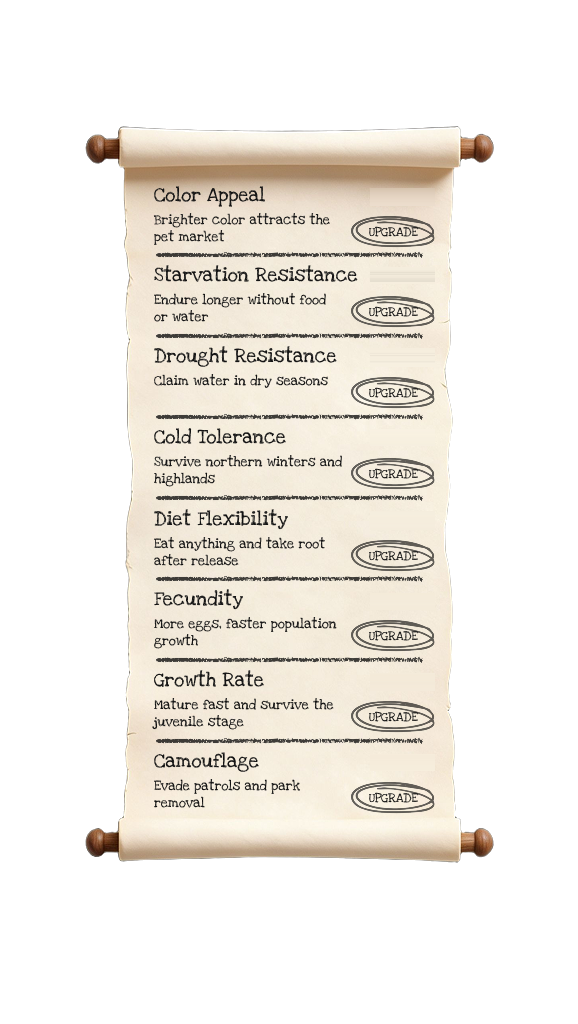 Color Appeal
Brighter color attracts the
pet market
UPGRADE
Starvation Resistance
Endure longer without food
or water
UPGRADE
Drought Resistance
Claim water in dry seasons
UPGRADE
Cold Tolerance
Survive northern winters and
highlands
UPGRADE
Diet Flexibility
Eat anything and take root
after release
UPGRADE
Fecundity
More eggs, faster population
growth
UPGRADE
Growth Rate
Mature fast and survive the
juvenile stage
UPGRADE
Camouflage
Evade patrols and park
removal
UPGRADE